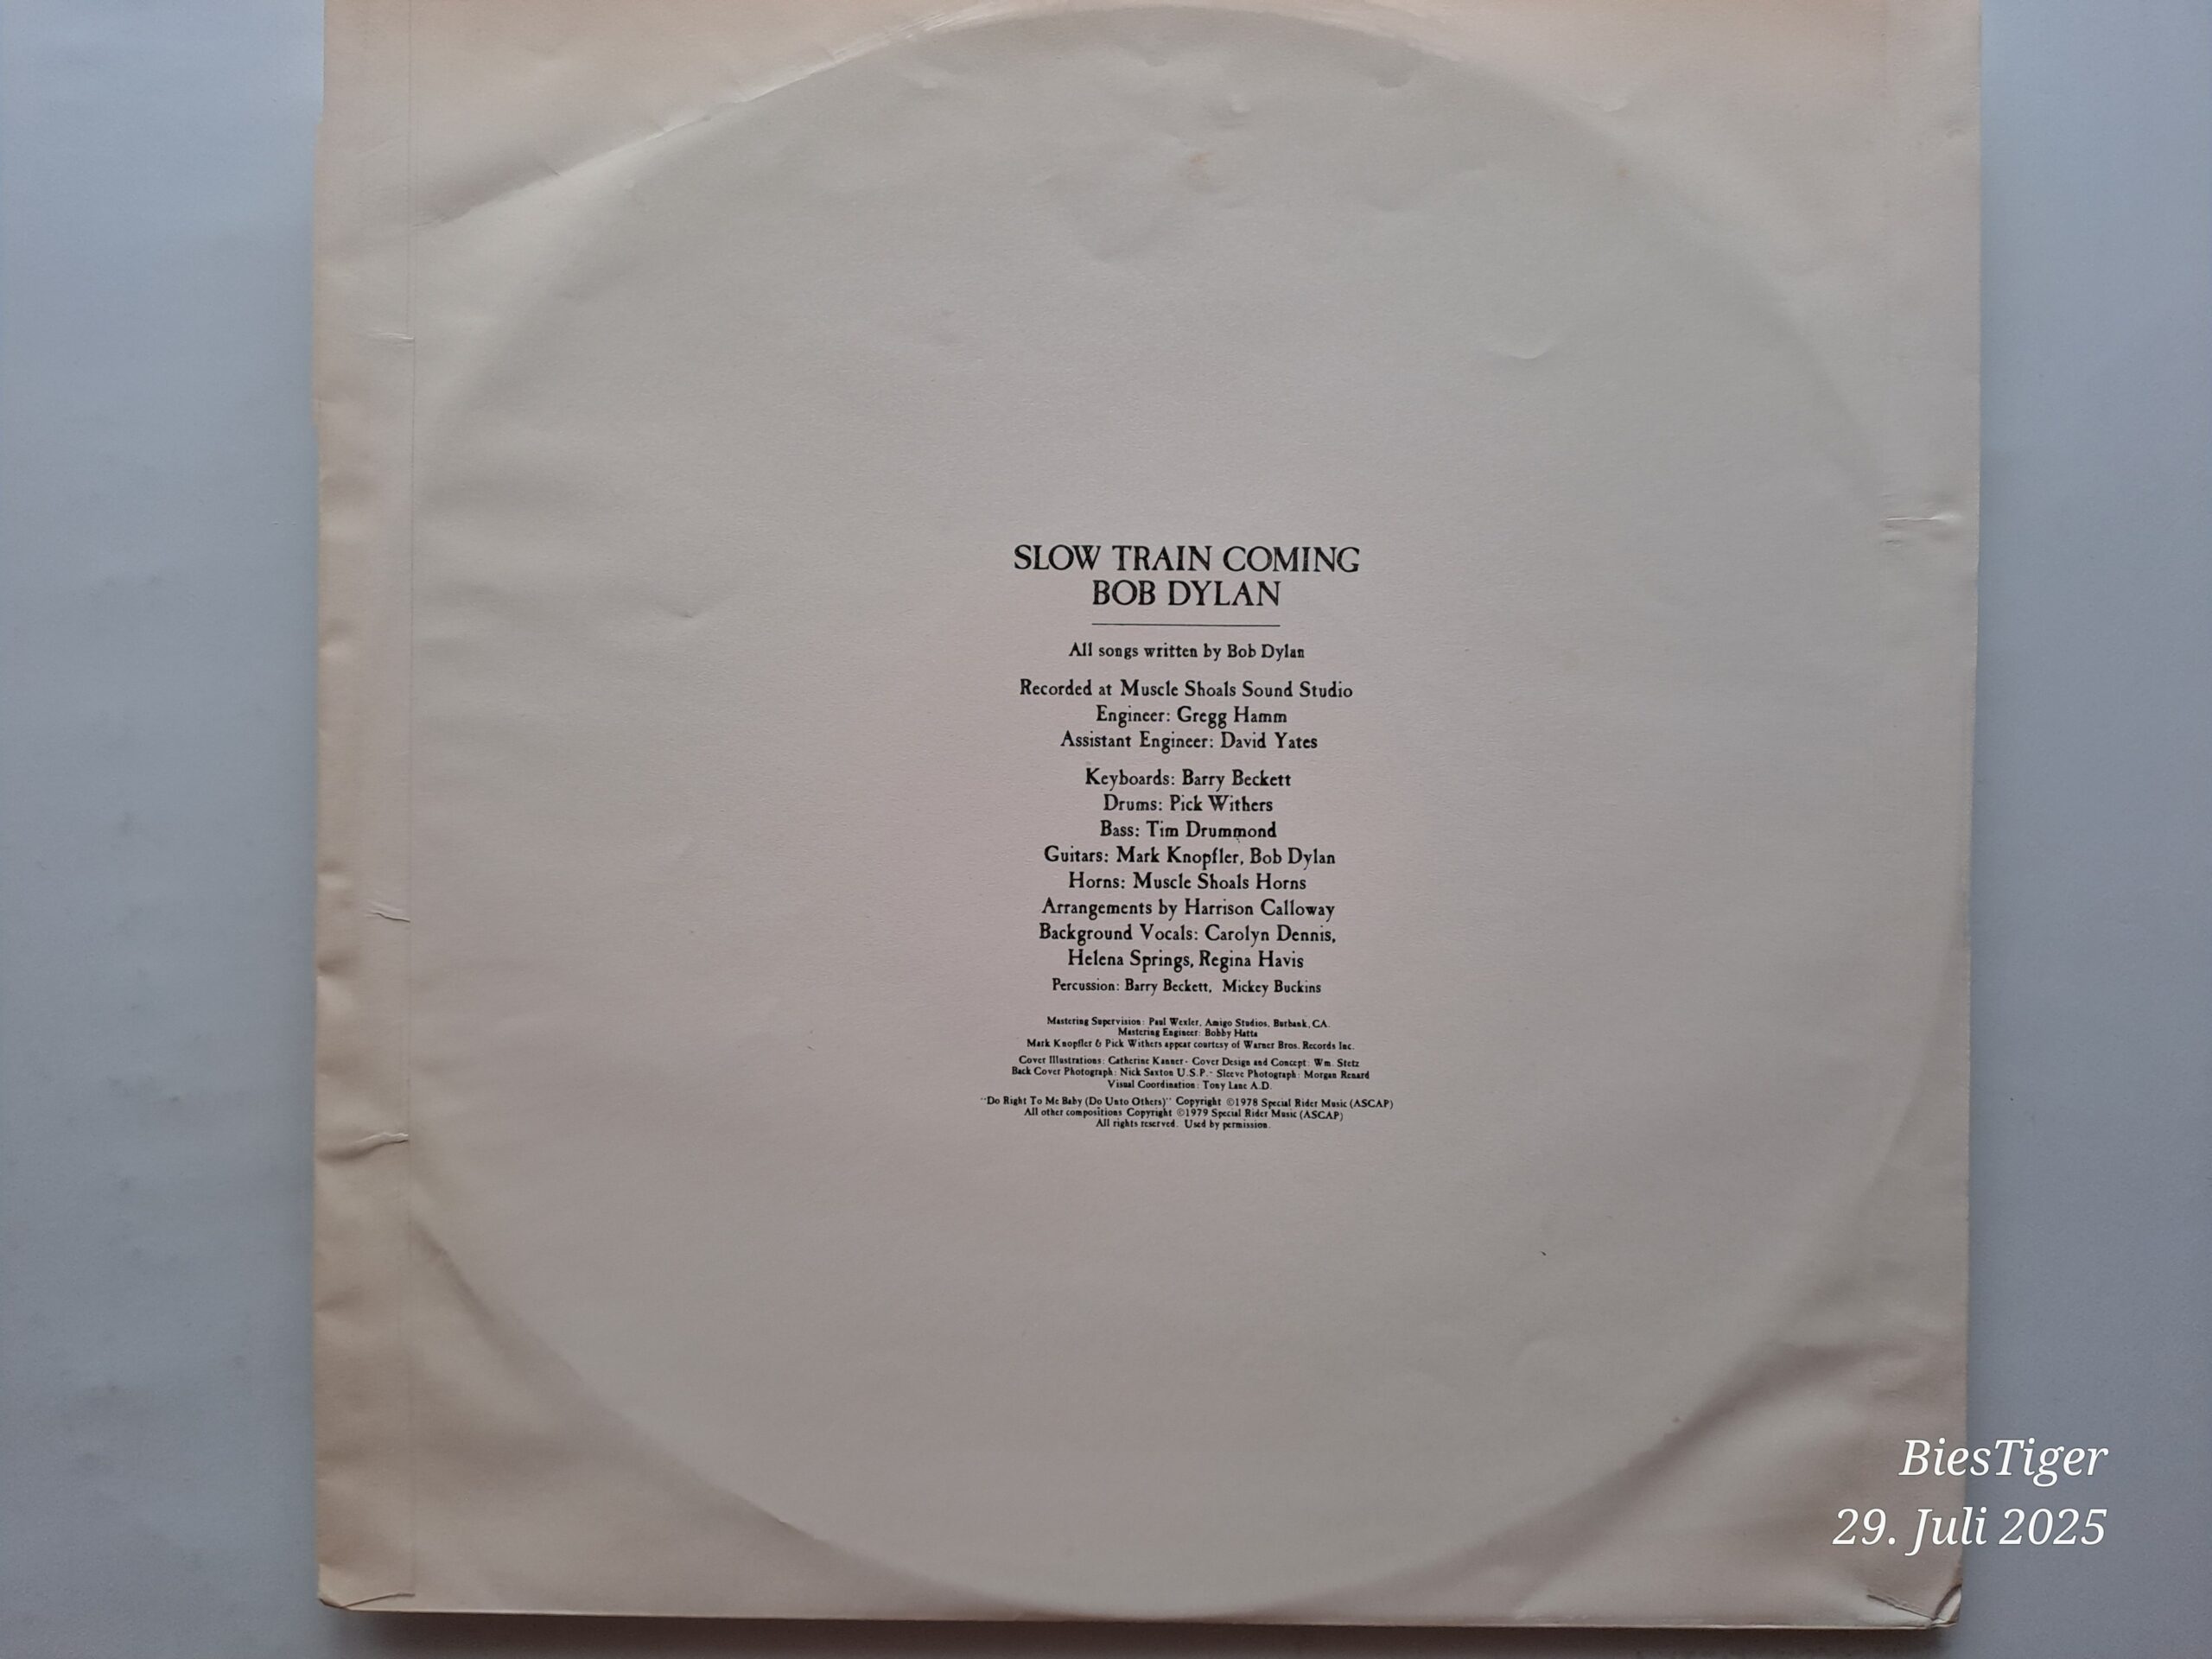 SLOW TRAIN COMING
BOB DYLAN
All songs written by Bob Dylan
Recorded at Muscle Shoals Sound Studio
Engineer: Gregg Hamm
Assistant Engineer: David Yates
Keyboards: Barry Beckett
Drums: Pick Withers
Bass: Tim Drummond
Guitars: Mark Knopfler, Bob Dylan
Horns: Muscle Shoals Horns
Arrangements by Harrison Calloway
Background Vocals: Carolyn Dennis,
Helena Springs, Regina Havis
Percussion: Barry Beckett, Mickey Buckins
Mastering Supervision: Paul Wexler, Amigo Studios, Burbank, CA.
Mastering Engineer: Bobby Hatta
Mark Knopfler & Pick Withers appear courtesy of Warner Bros. Records Inc.
Cover Illustrations: Catherine Kanner - Cover Design and Concept: Wm. Stetz
Back Cover Photograph: Nick Saxton U.S.P. - Sleeve Photograph: Morgan Renard
Visual Coordination: Tony Lane A.D.
"Do Right To Me Baby (Do Unto Others)" Copyright ©1978 Special Rider Music (ASCAP)
All other compositions Copyright ©1979 Special Rider Music (ASCAP)
All rights reserved. Used by permission.
BiesTiger
29. Juli 2025